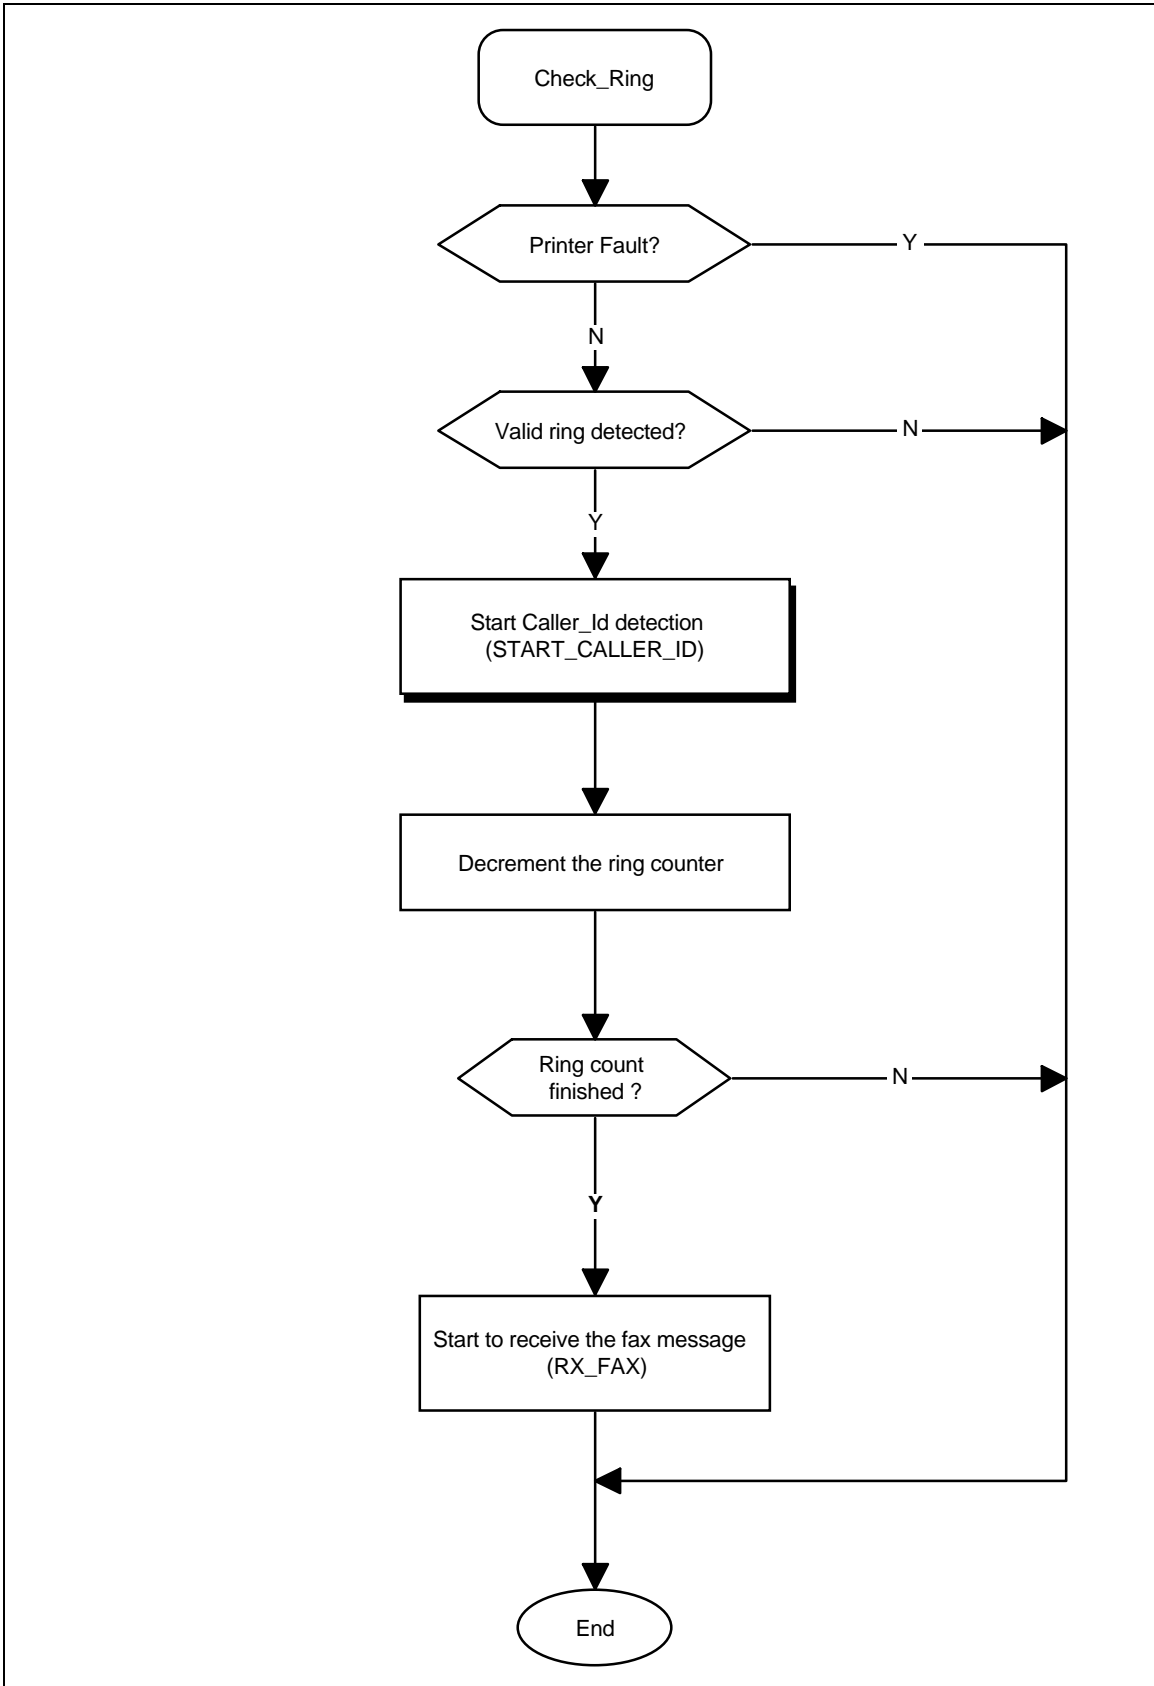 Check_Ring
Printer Fault?
Y
N
Valid ring detected?
N
Y
Start Caller_Id detection
(START_CALLER_ID)
Decrement the ring counter
Ring count
finished ?
N
Y
Start to receive the fax message
(RX_FAX)
End